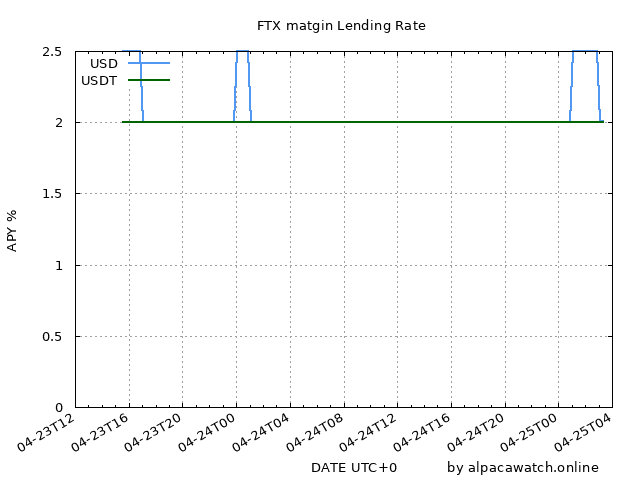 FTX matgin Lending Rate
APY %
2.5
2
1.5
1
0.5
0
USD
USDT
04-23T12
04-23T16
04-23T20
04-24T00
04-24T04
04-24T08
04-24T12
04-24T16
04-24T20
04-25T00
04-25T04
DATE UTC+0
by alpacawatch.online